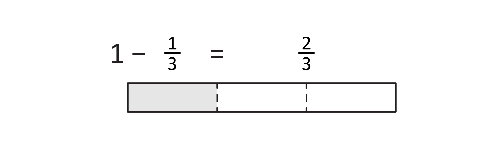 1 − 1/3 = 2/3